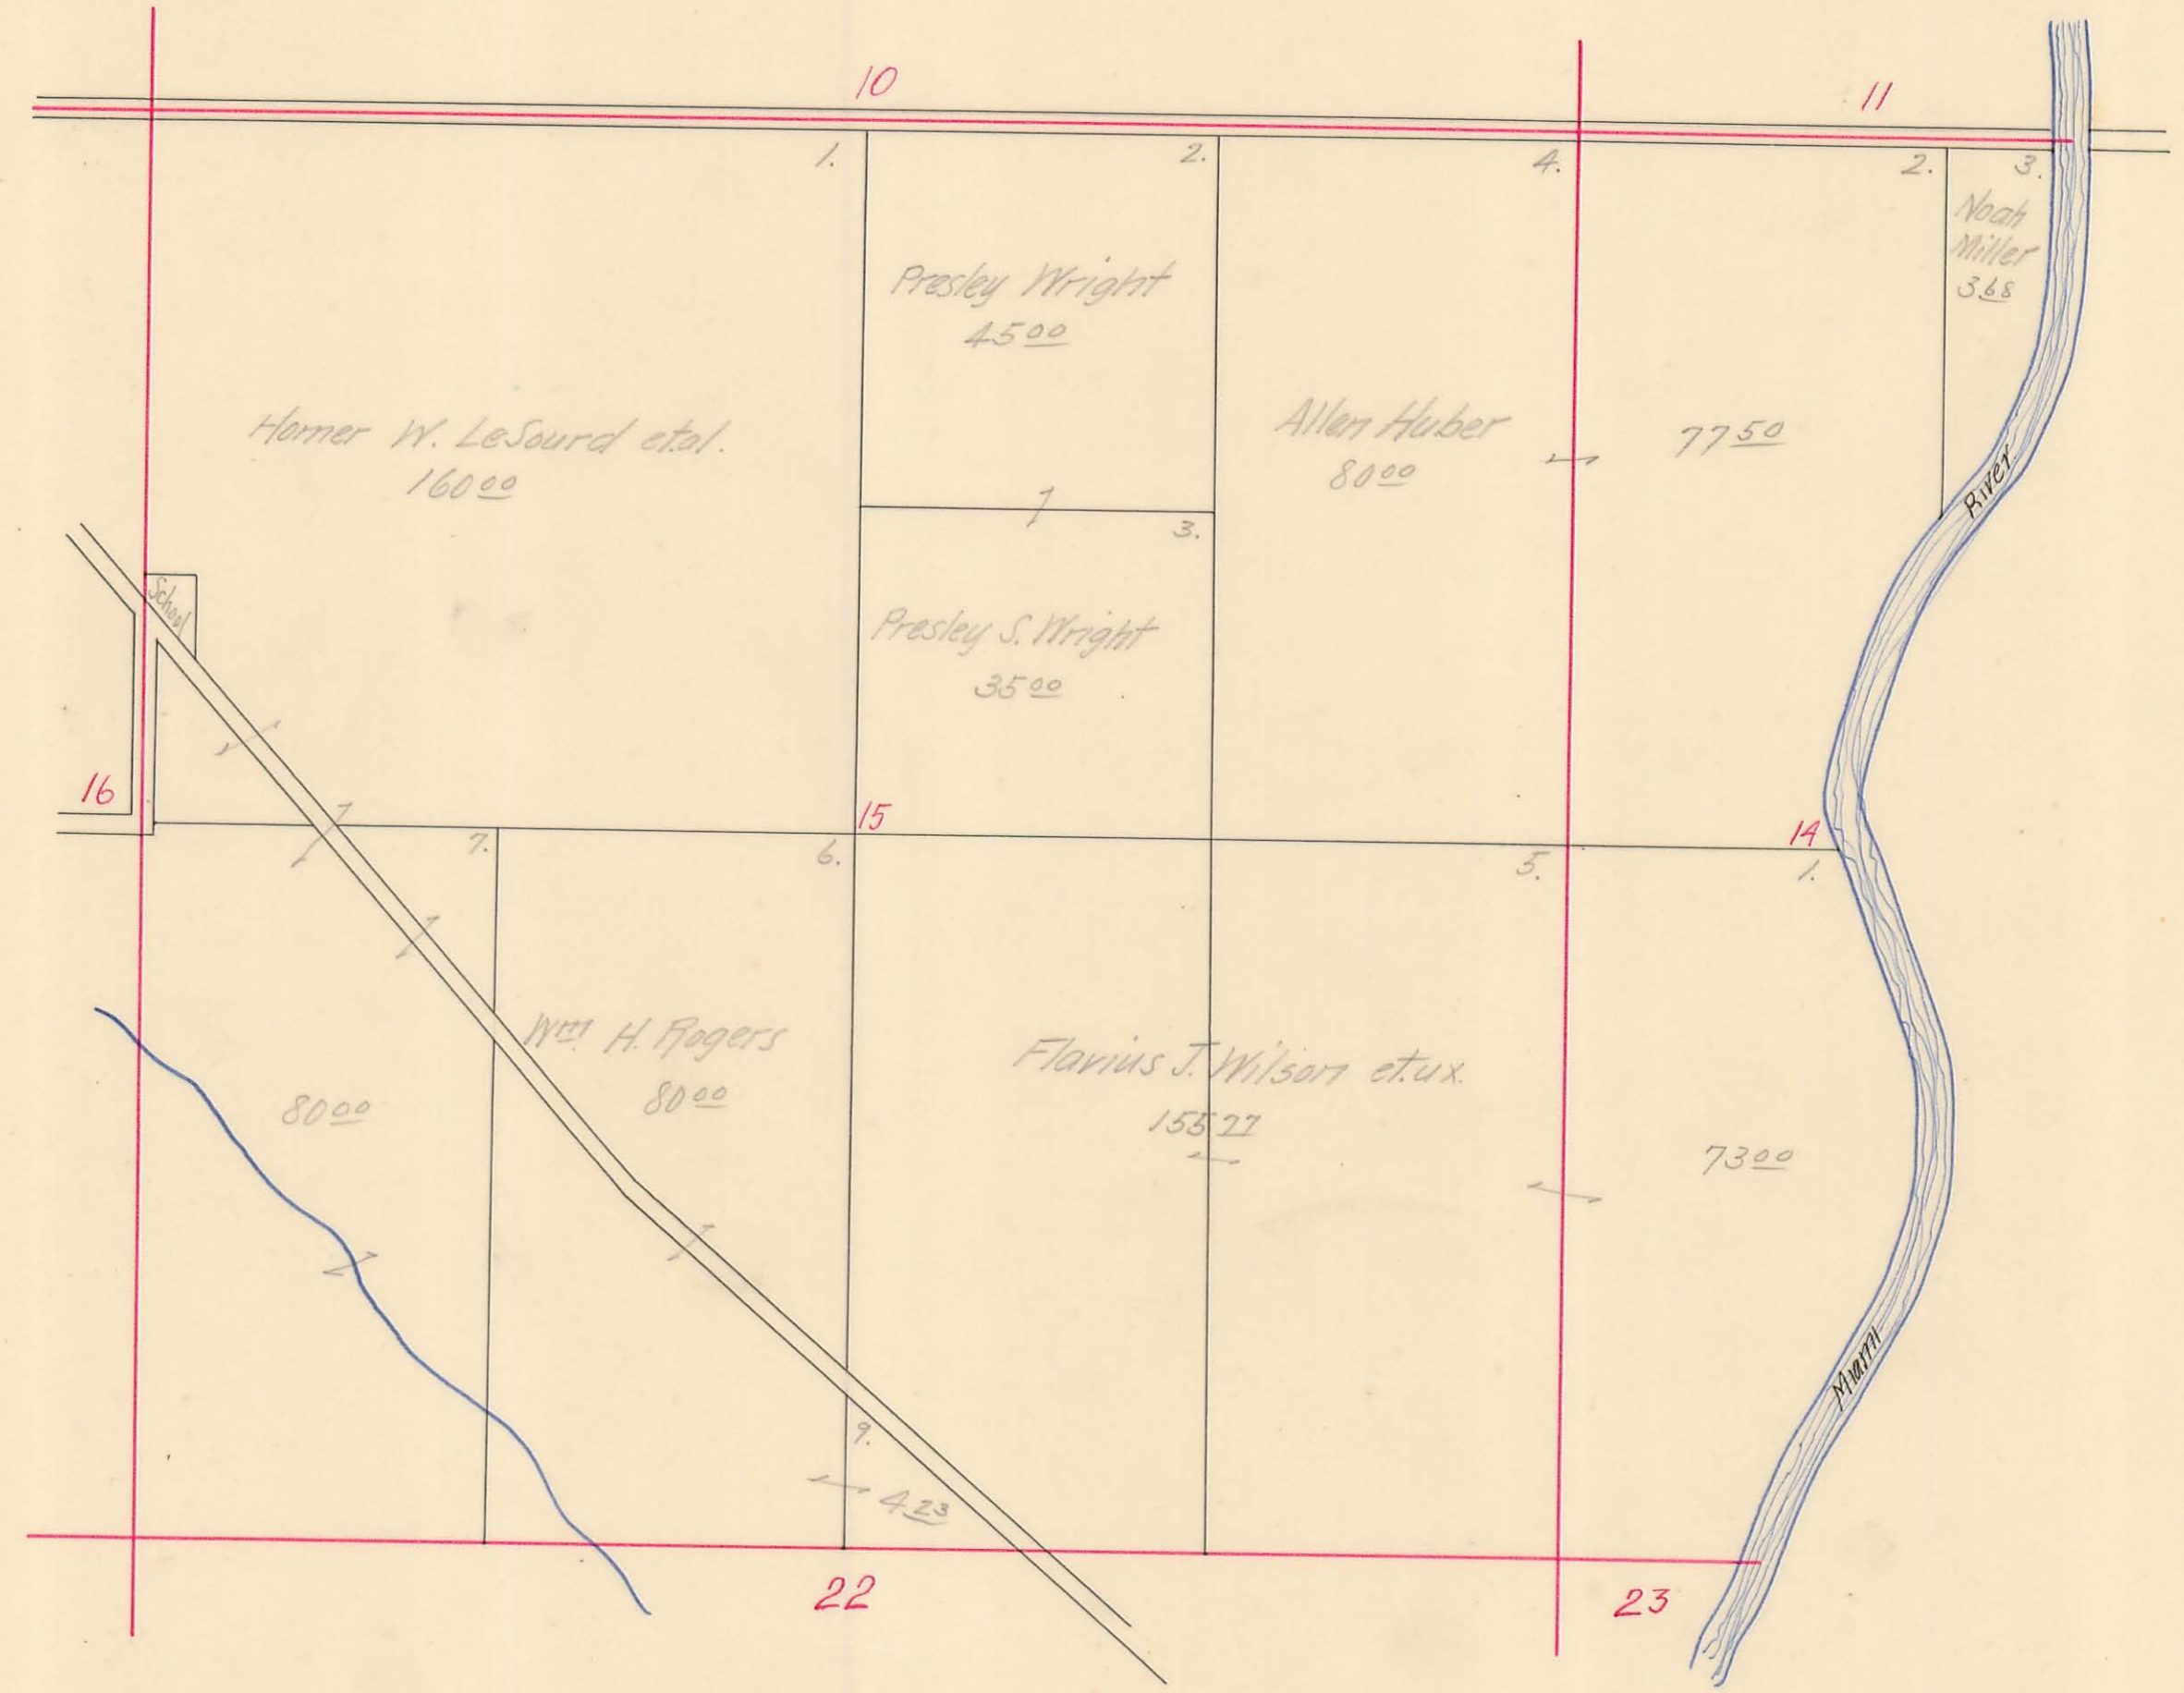 10
11
1.
2.
4.
2.
3.
Noah
Miller
3 68
Presley Wright
45 00
Homer W. LeSourd et.al.
160 00
Allen Huber
80 00
77 50
River
3.
School
Presley S. Wright
35 00
16
15
14
7.
6.
5.
1.
Wm H. Rogers
80 00
80 00
Flavius J. Wilson et.ux.
155 77
73 00
Miami
9.
4 23
22
23